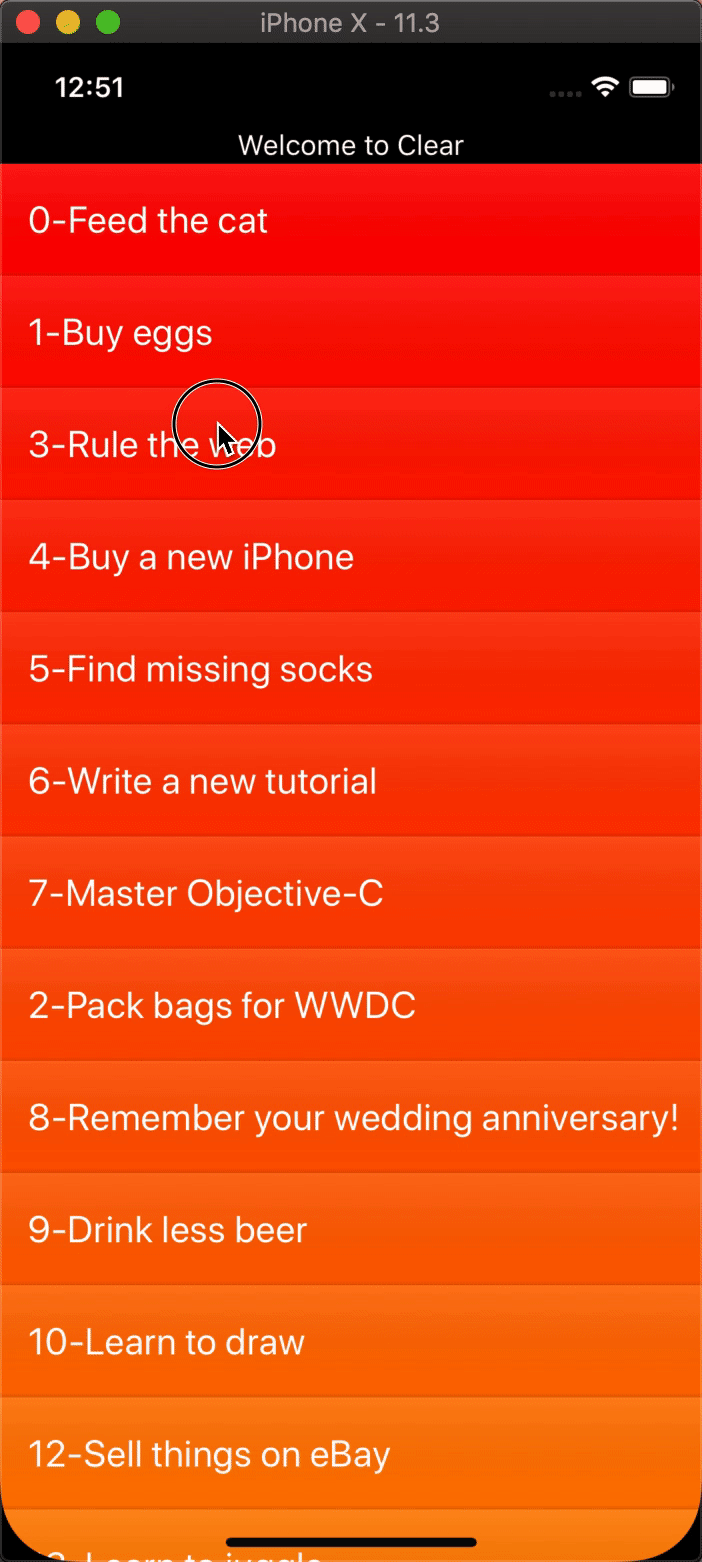 iPhone X - 11.3
12:51
Welcome to Clear
0-Feed the cat
1-Buy eggs
3-Rule the web
4-Buy a new iPhone
5-Find missing socks
6-Write a new tutorial
7-Master Objective-C
2-Pack bags for WWDC
8-Remember your wedding anniversary!
9-Drink less beer
10-Learn to draw
12-Sell things on eBay
Learn to juggle